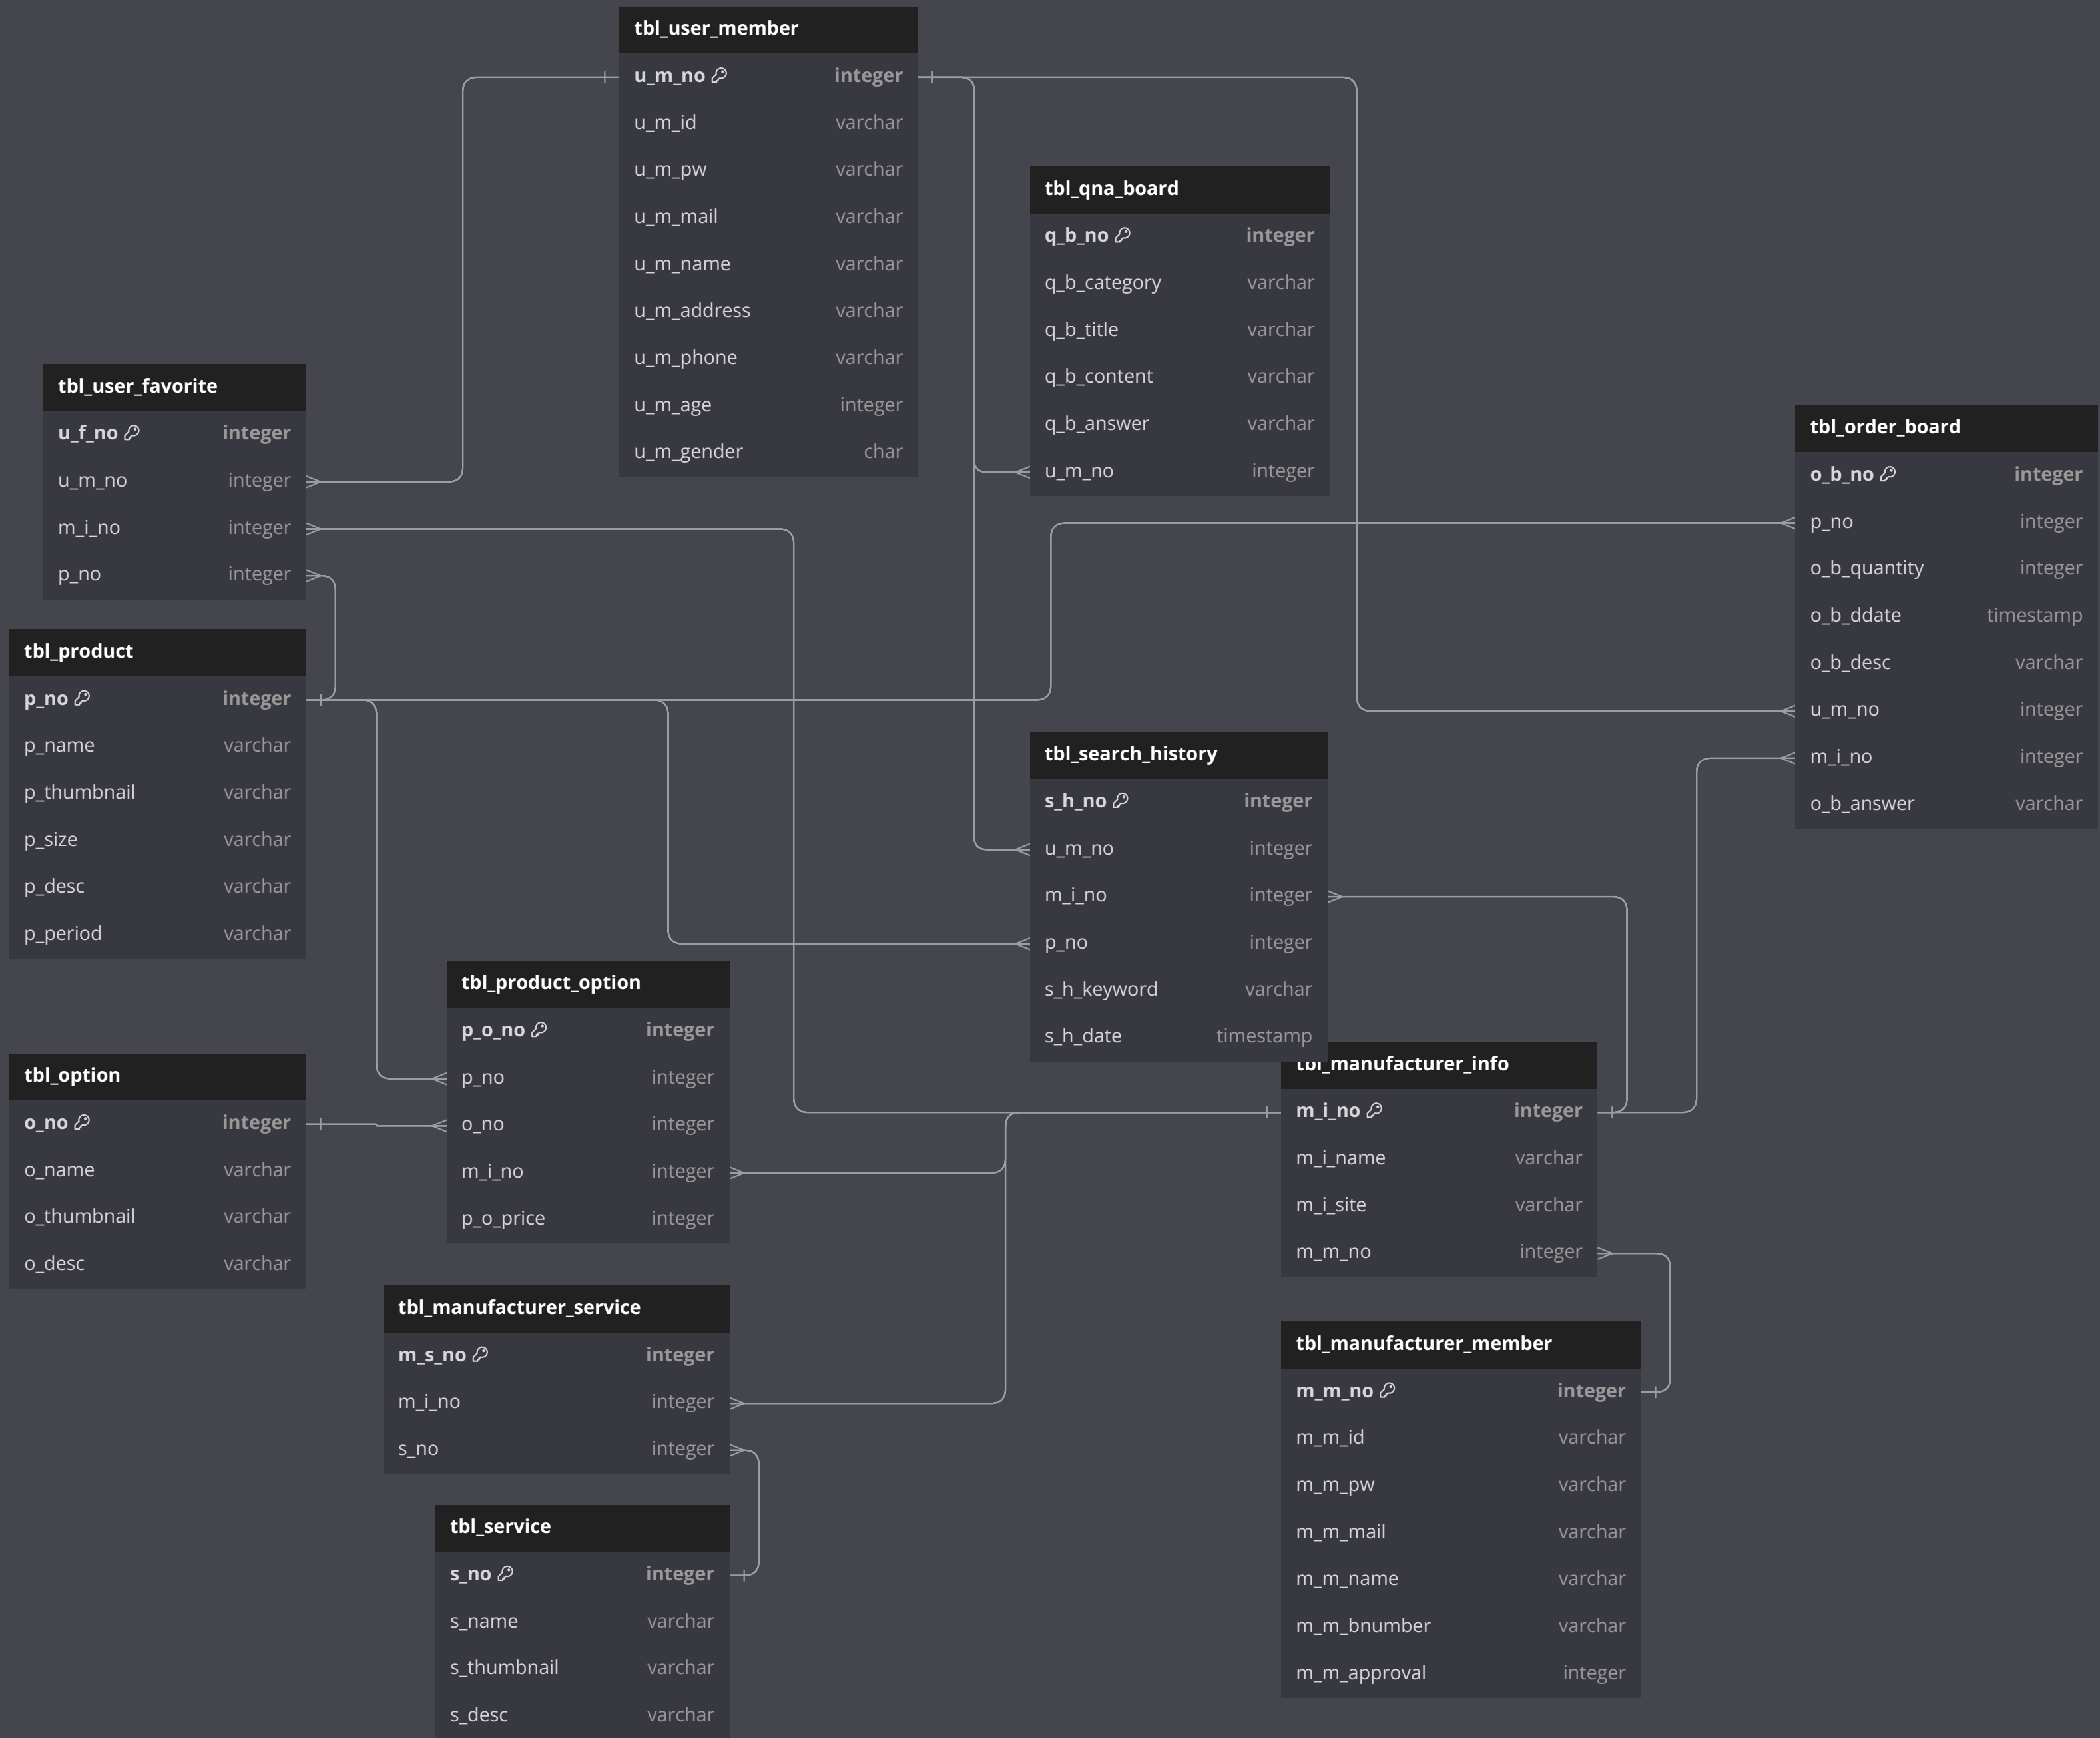 tbl_user_member
u_m_no integer
u_m_id varchar
u_m_pw varchar
u_m_mail varchar
u_m_name varchar
u_m_address varchar
u_m_phone varchar
u_m_age integer
u_m_gender char
tbl_qna_board
q_b_no integer
q_b_category varchar
q_b_title varchar
q_b_content varchar
q_b_answer varchar
u_m_no integer
tbl_user_favorite
u_f_no integer
u_m_no integer
m_i_no integer
p_no integer
tbl_order_board
o_b_no integer
p_no integer
o_b_quantity integer
o_b_ddate timestamp
o_b_desc varchar
u_m_no integer
m_i_no integer
o_b_answer varchar
tbl_product
p_no integer
p_name varchar
p_thumbnail varchar
p_size varchar
p_desc varchar
p_period varchar
tbl_search_history
s_h_no integer
u_m_no integer
m_i_no integer
p_no integer
s_h_keyword varchar
s_h_date timestamp
tbl_product_option
p_o_no integer
p_no integer
o_no integer
m_i_no integer
p_o_price integer
tbl_option
o_no integer
o_name varchar
o_thumbnail varchar
o_desc varchar
tbl_manufacturer_info
m_i_no integer
m_i_name varchar
m_i_site varchar
m_m_no integer
tbl_manufacturer_service
m_s_no integer
m_i_no integer
s_no integer
tbl_manufacturer_member
m_m_no integer
m_m_id varchar
m_m_pw varchar
m_m_mail varchar
m_m_name varchar
m_m_bnumber varchar
m_m_approval integer
tbl_service
s_no integer
s_name varchar
s_thumbnail varchar
s_desc varchar